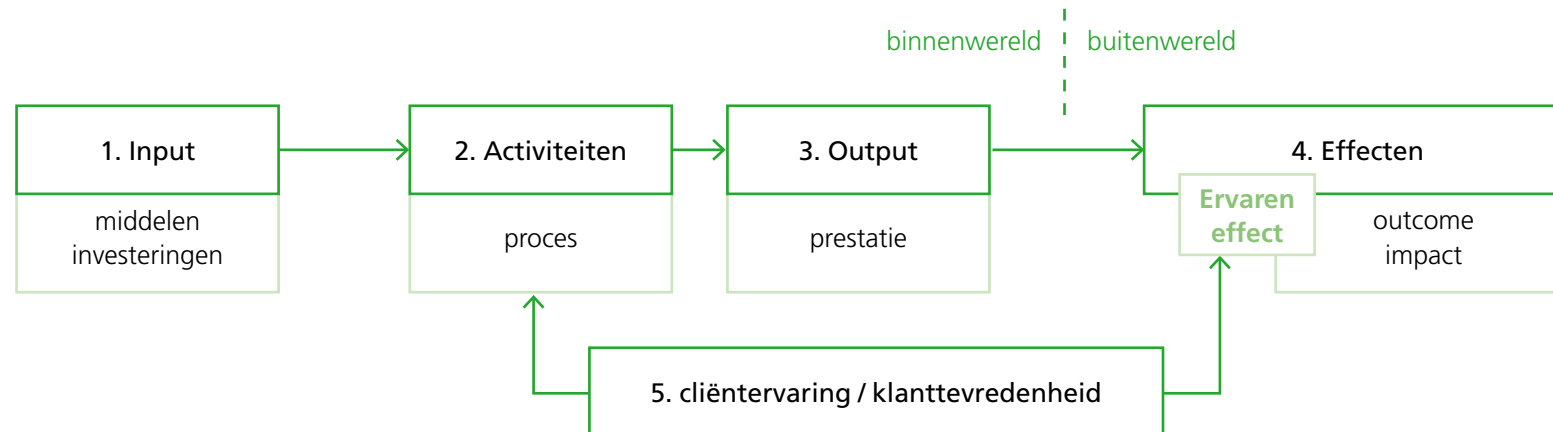 binnenwereld
buitenwereld
1. Input
2. Activiteiten
3. Output
4. Effecten
middelen
investeringen
proces
prestatie
Ervaren
effect
outcome
impact
5. cliëntervaring / klanttevredenheid